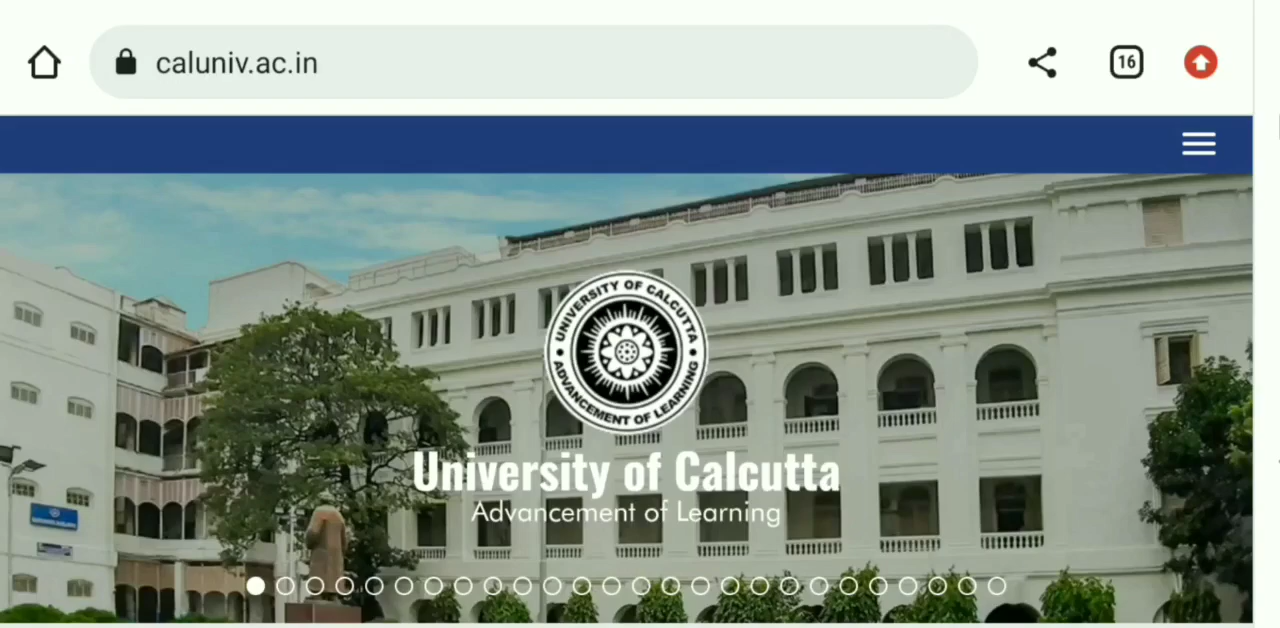 caluniv.ac.in
16
UNIVERSITY OF CALCUTTA
ADVANCEMENT OF LEARNING
University of Calcutta
Advancement of Learning